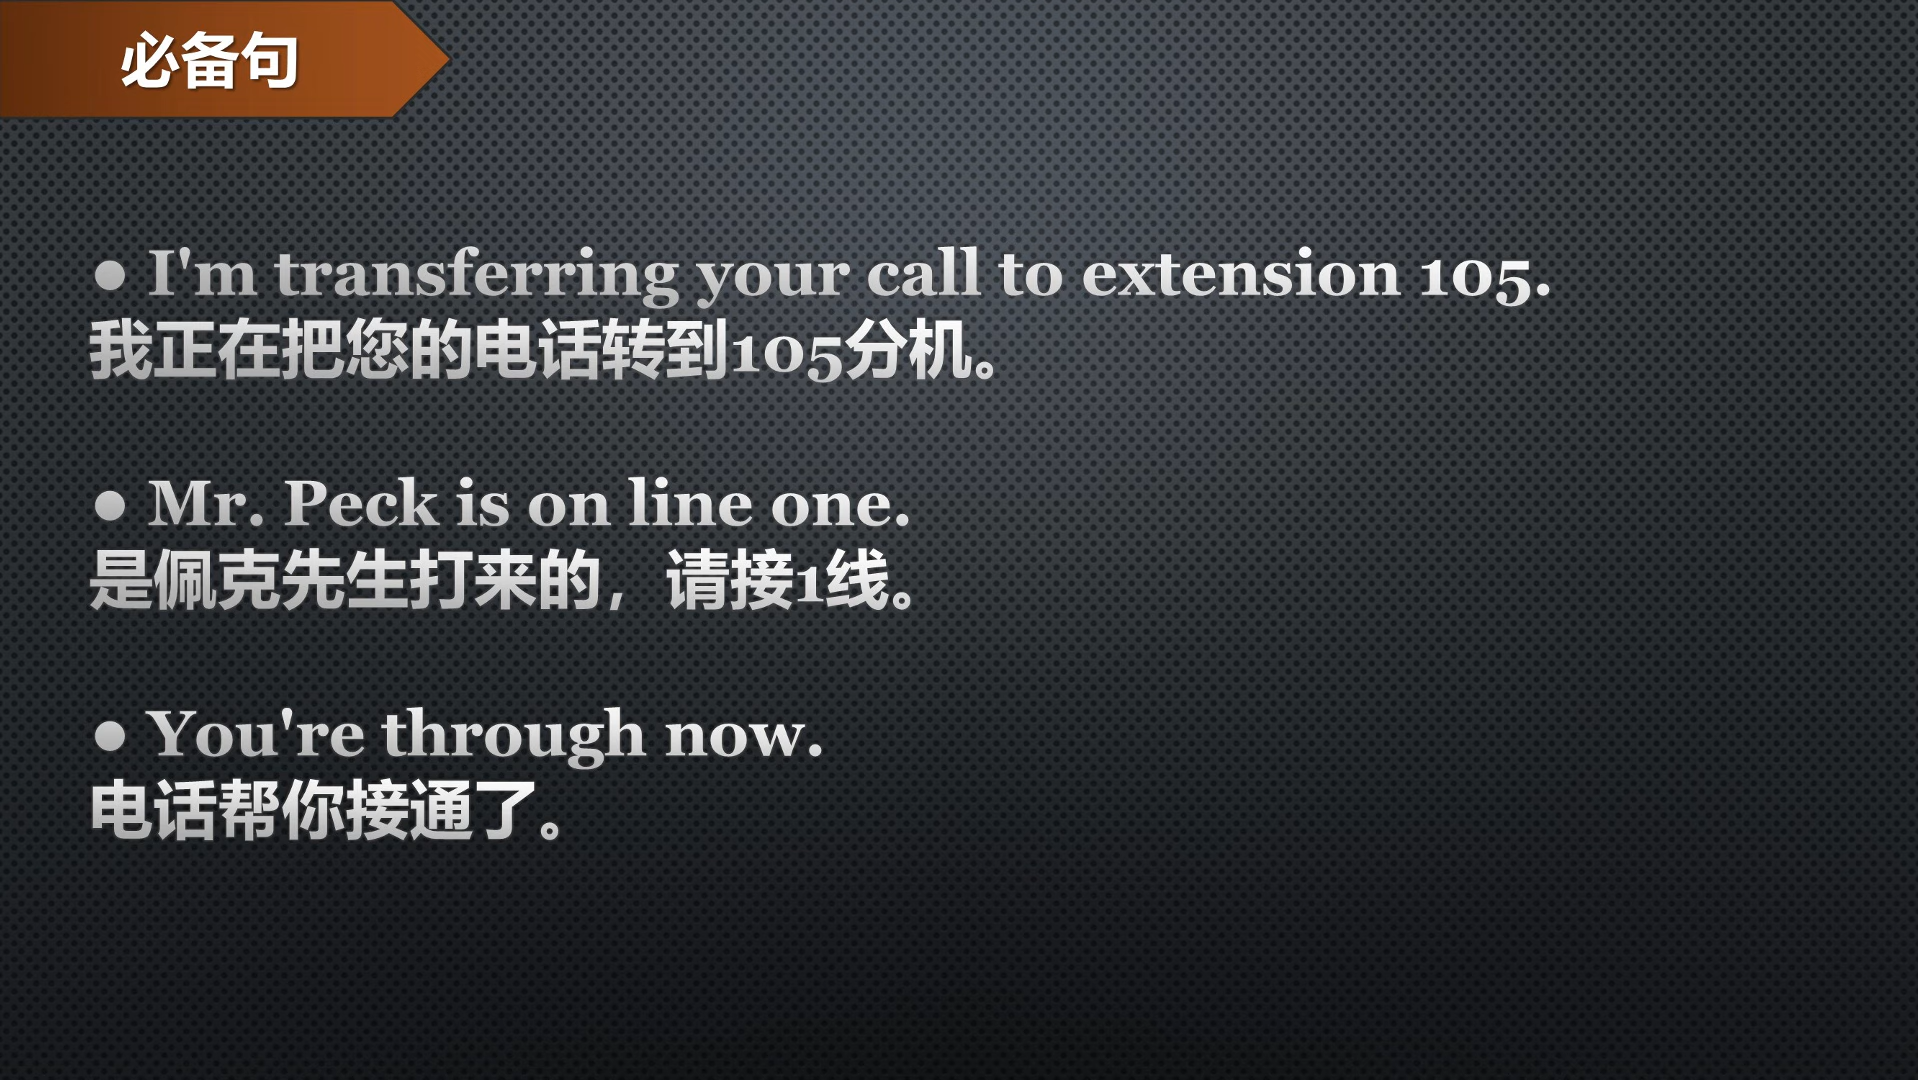 必备句
● I'm transferring your call to extension 105.
我正在把您的电话转到105分机。
● Mr. Peck is on line one.
是佩克先生打来的，请接1线。
● You're through now.
电话帮你接通了。